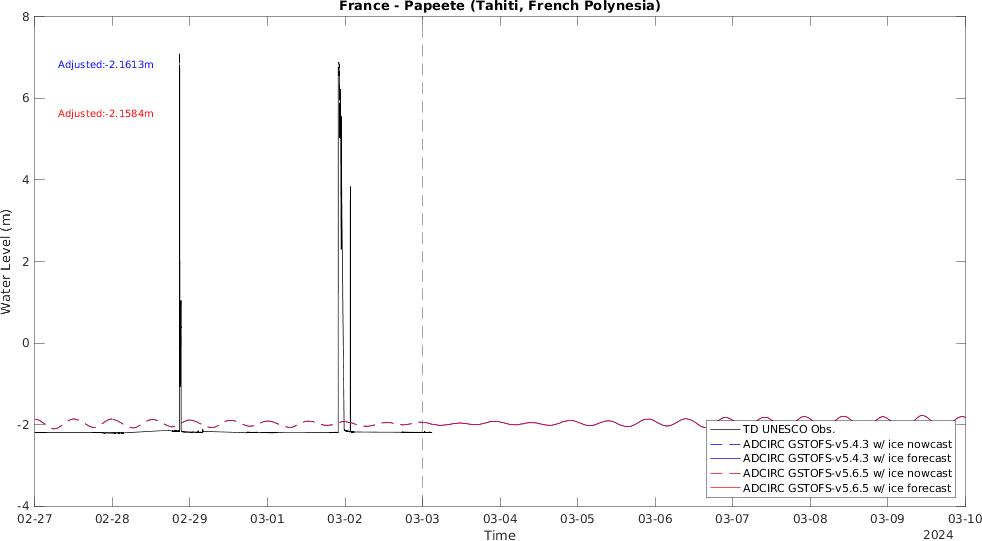 France - Papeete (Tahiti, French Polynesia)
8
6
4
2
0
-2
-4
Water Level (m)
Adjusted:-2.1613m
Adjusted:-2.1584m
TD UNESCO Obs.
ADCIRC GSTOFS-v5.4.3 w/ ice nowcast
ADCIRC GSTOFS-v5.4.3 w/ ice forecast
ADCIRC GSTOFS-v5.6.5 w/ ice nowcast
ADCIRC GSTOFS-v5.6.5 w/ ice forecast
02-27 02-28 02-29 03-01 03-02 03-03 03-04 03-05 03-06 03-07 03-08 03-09 03-10
Time
2024